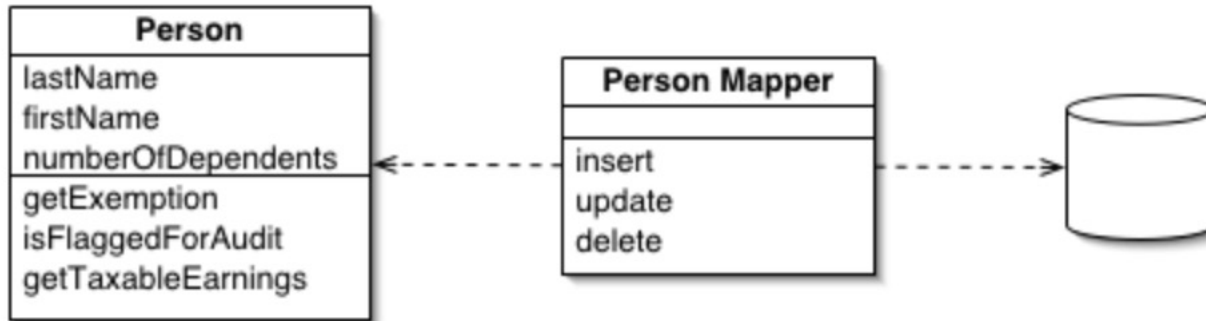 Person
lastName
firstName
numberOfDependents
getExemption
isFlaggedForAudit
getTaxableEarnings
Person Mapper
insert
update
delete